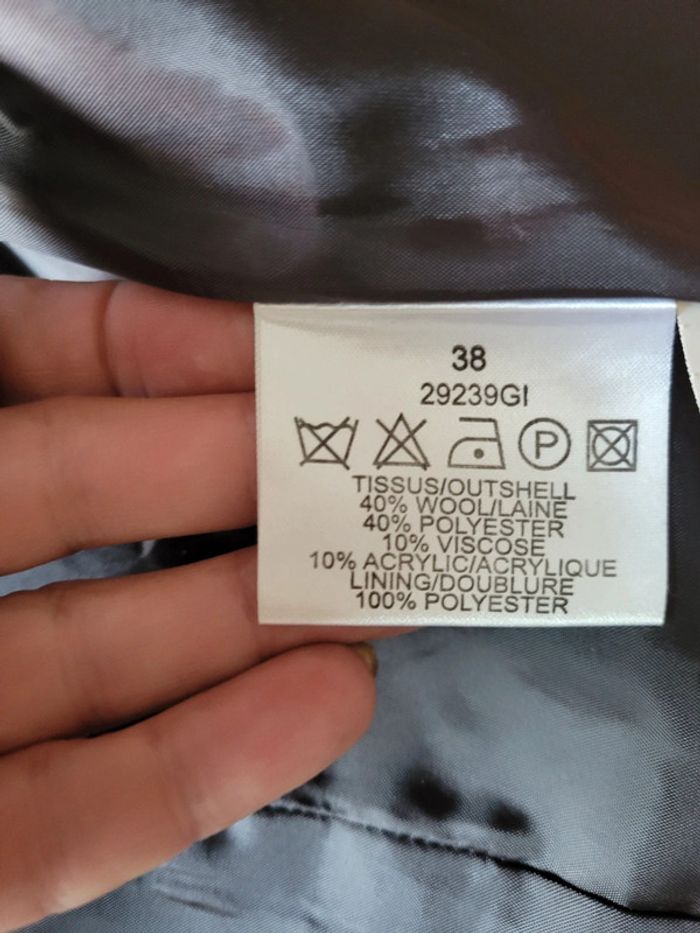 38
29239GI
P
TISSUS/OUTSHELL
40% WOOL/LAINE
40% POLYESTER
10% VISCOSE
10% ACRYLIC/ACRYLIQUE
LINING/DOUBLURE
100% POLYESTER